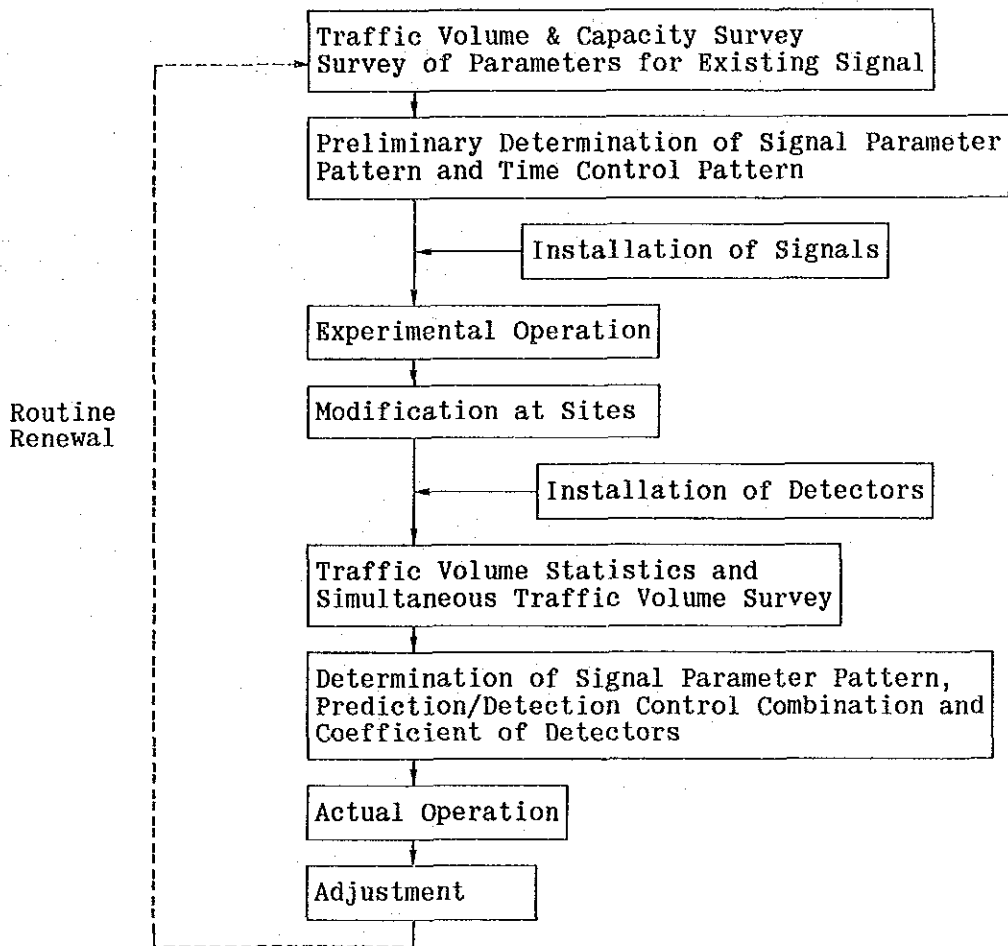 Traffic Volume & Capacity Survey
Survey of Parameters for Existing Signal
Preliminary Determination of Signal Parameter
Pattern and Time Control Pattern
Installation of Signals
Experimental Operation
Modification at Sites
Routine
Renewal
Installation of Detectors
Traffic Volume Statistics and
Simultaneous Traffic Volume Survey
Determination of Signal Parameter Pattern,
Prediction/Detection Control Combination and
Coefficient of Detectors
Actual Operation
Adjustment